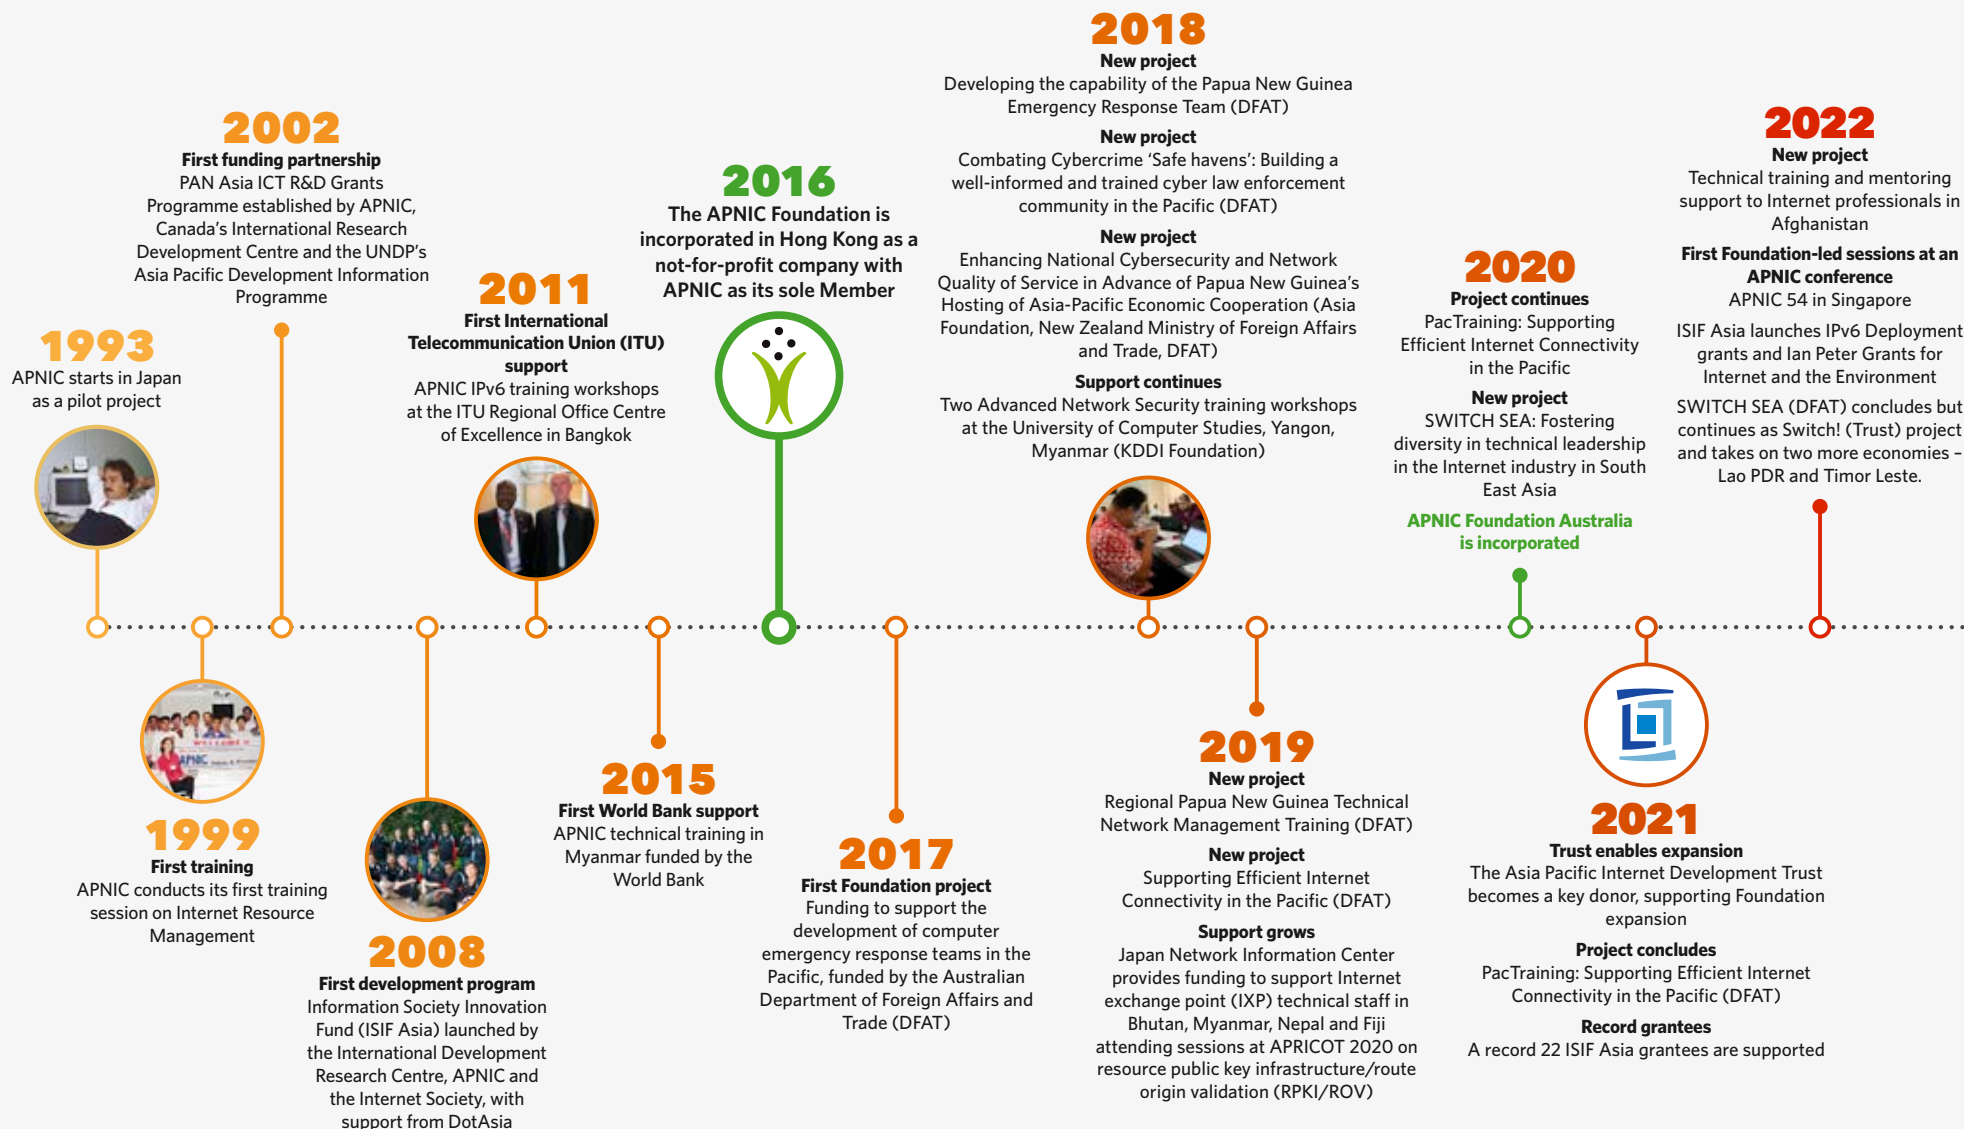 1993
APNIC starts in Japan
as a pilot project
1999
First training
APNIC conducts its first training
session on Internet Resource
Management
2002
First funding partnership
PAN Asia ICT R&D Grants
Programme established by APNIC,
Canada's International Research
Development Centre and the UNDP's
Asia Pacific Development Information
Programme
2008
First development program
Information Society Innovation
Fund (ISIF Asia) launched by
the International Development
Research Centre, APNIC and
the Internet Society, with
support from DotAsia
2011
First International
Telecommunication Union (ITU)
support
APNIC IPv6 training workshops
at the ITU Regional Office Centre
of Excellence in Bangkok
2015
First World Bank support
APNIC technical training in
Myanmar funded by the
World Bank
2016
The APNIC Foundation is
incorporated in Hong Kong as a
not-for-profit company with
APNIC as its sole Member
2017
First Foundation project
Funding to support the
development of computer
emergency response teams in the
Pacific, funded by the Australian
Department of Foreign Affairs and
Trade (DFAT)
2018
New project
Developing the capability of the Papua New Guinea
Emergency Response Team (DFAT)
New project
Combating Cybercrime ‘Safe havens’: Building a
well-informed and trained cyber law enforcement
community in the Pacific (DFAT)
New project
Enhancing National Cybersecurity and Network
Quality of Service in Advance of Papua New Guinea's
Hosting of Asia-Pacific Economic Cooperation (Asia
Foundation, New Zealand Ministry of Foreign Affairs
and Trade, DFAT)
Support continues
Two Advanced Network Security training workshops
at the University of Computer Studies, Yangon,
Myanmar (KDDI Foundation)
2019
New project
Regional Papua New Guinea Technical
Network Management Training (DFAT)
New project
Supporting Efficient Internet
Connectivity in the Pacific (DFAT)
Support grows
Japan Network Information Center
provides funding to support Internet
exchange point (IXP) technical staff in
Bhutan, Myanmar, Nepal and Fiji
attending sessions at APRICOT 2020 on
resource public key infrastructure/route
origin validation (RPKI/ROV)
2020
Project continues
PacTraining: Supporting
Efficient Internet Connectivity
in the Pacific
New project
SWITCH SEA: Fostering
diversity in technical leadership
in the Internet industry in South
East Asia
APNIC Foundation Australia
is incorporated
2021
Trust enables expansion
The Asia Pacific Internet Development Trust
becomes a key donor, supporting Foundation
expansion
Project concludes
PacTraining: Supporting Efficient Internet
Connectivity in the Pacific (DFAT)
Record grantees
A record 22 ISIF Asia grantees are supported
2022
New project
Technical training and mentoring
support to Internet professionals in
Afghanistan
First Foundation-led sessions at an
APNIC conference
APNIC 54 in Singapore
ISIF Asia launches IPv6 Deployment
grants and Ian Peter Grants for
Internet and the Environment
SWITCH SEA (DFAT) concludes but
continues as Switch! (Trust) project
and takes on two more economies –
Lao PDR and Timor Leste.
WELCOME
APNIC